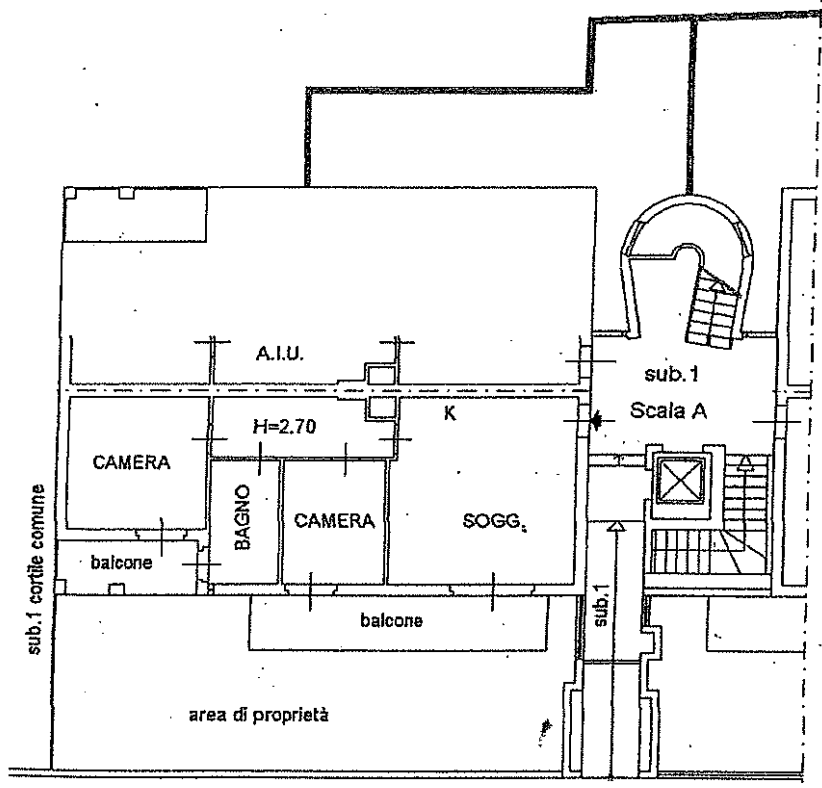 A.I.U.
sub.1
Scala A
H=2.70
K
CAMERA
BAGNO
CAMERA
SOGG.
balcone
sub.1 cortile comune
balcone
sub.1
area di proprietà